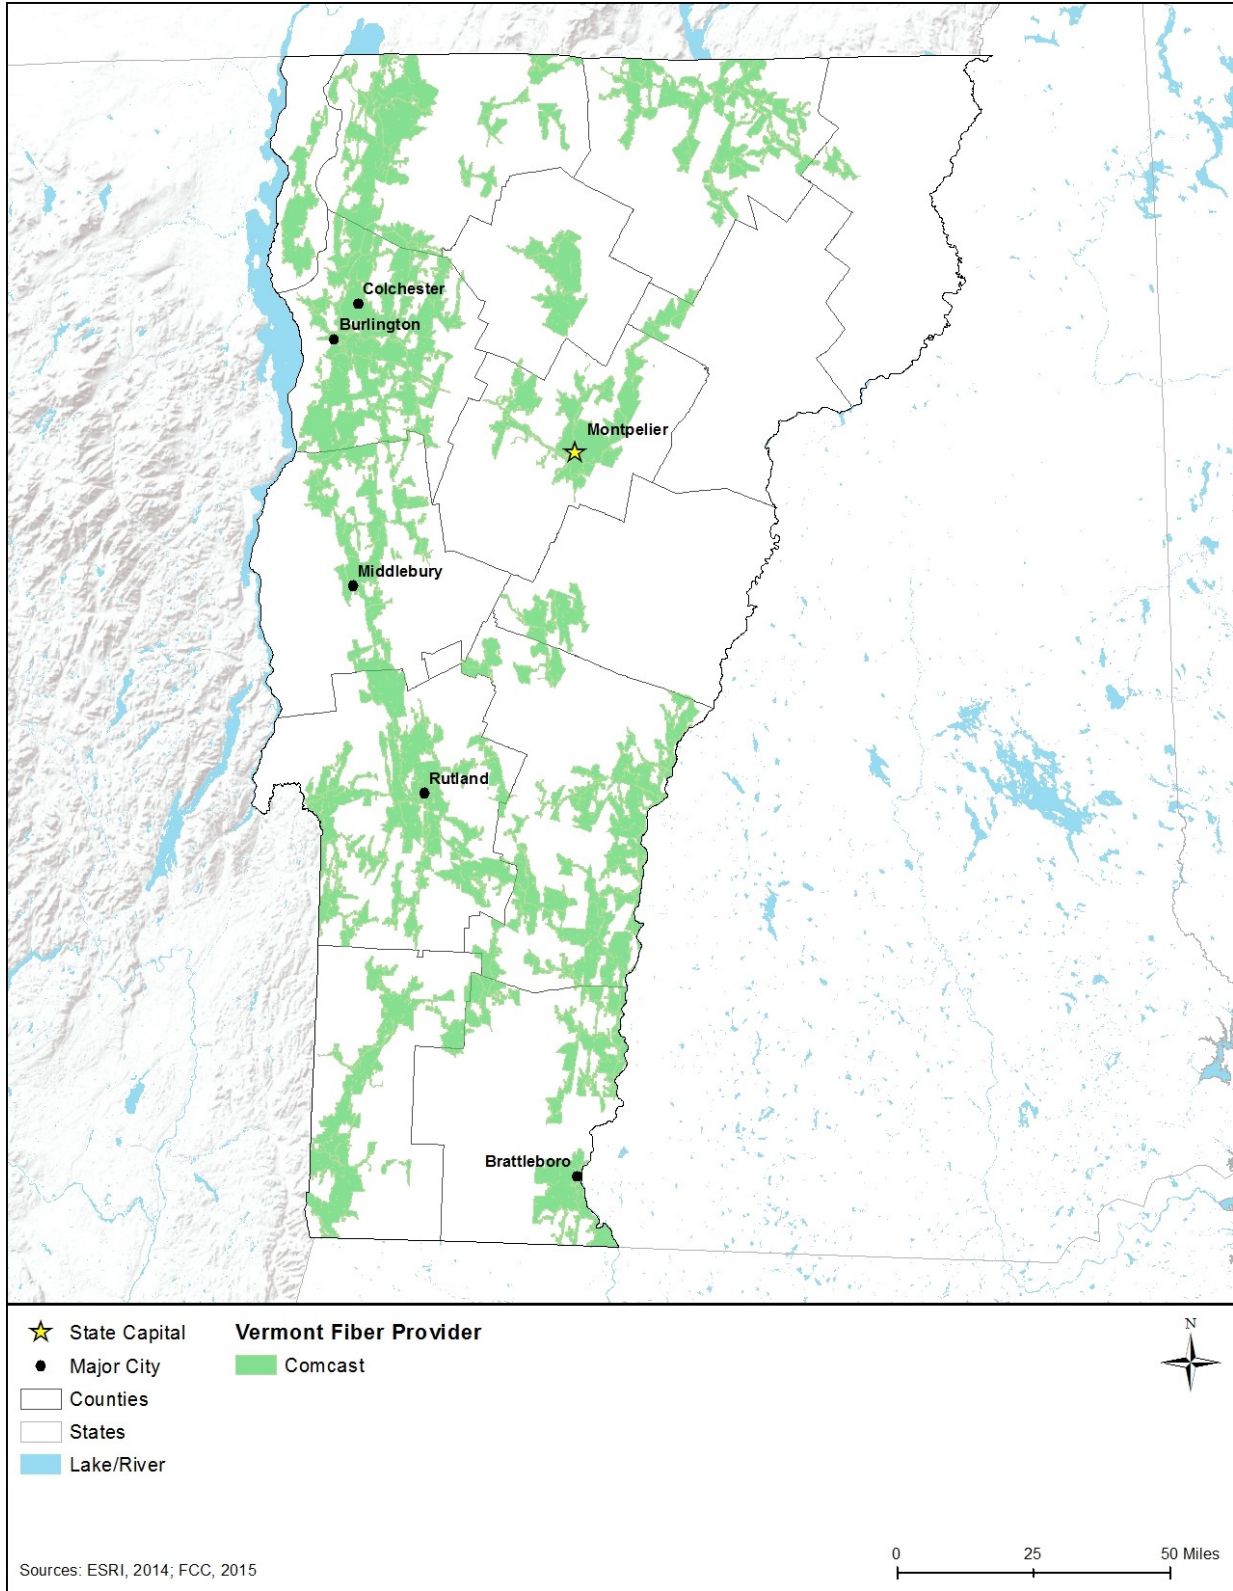 Colchester
Burlington
Montpelier
Middlebury
Rutland
Brattleboro
State Capital
Major City
Counties
States
Lake/River
Vermont Fiber Provider
Comcast
N
Sources: ESRI, 2014; FCC, 2015
0 25 50 Miles